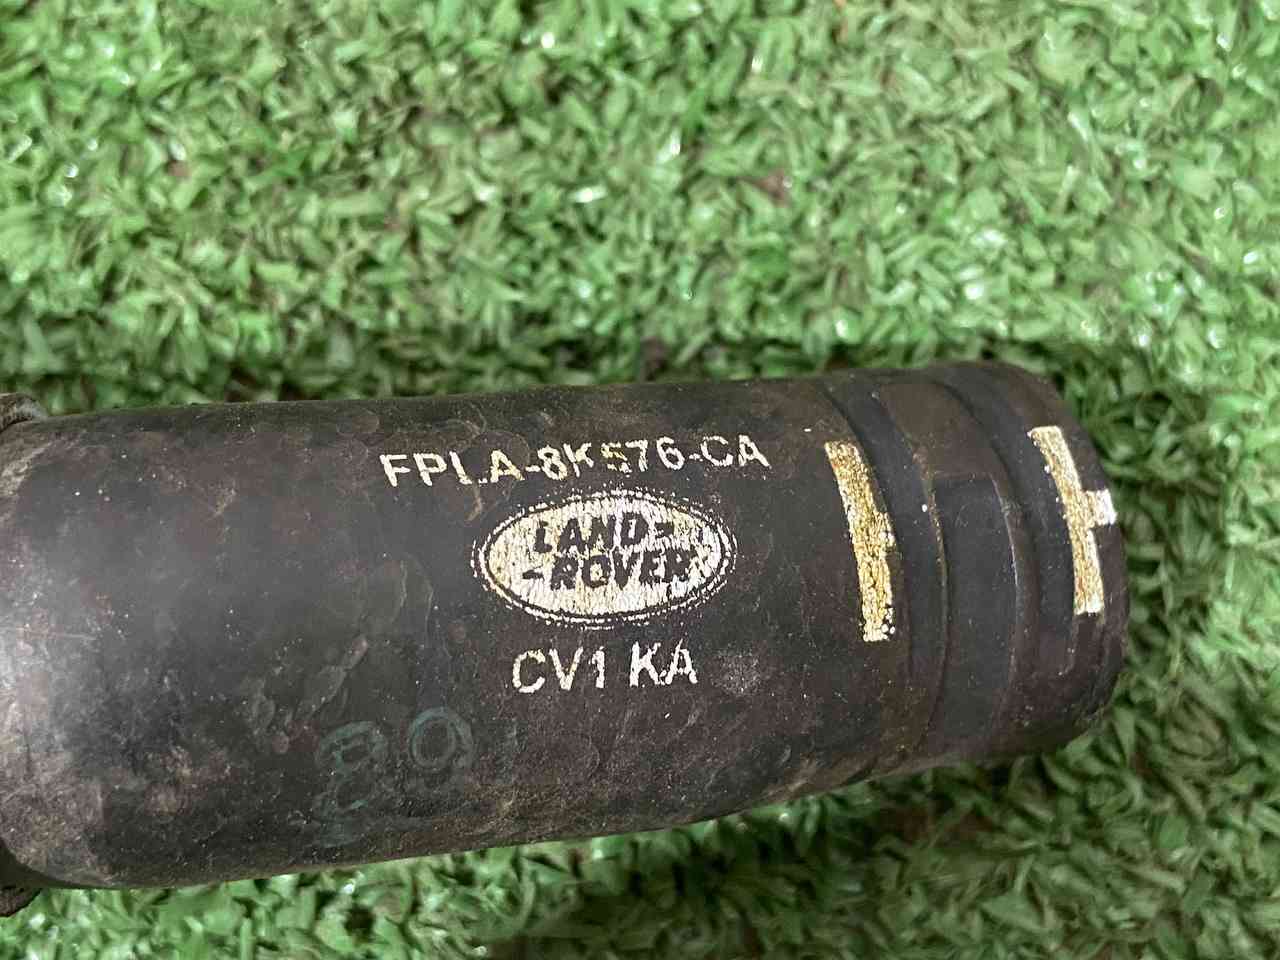 FPLA-8K576-CA
LAND-
-ROVER
CV1 KA